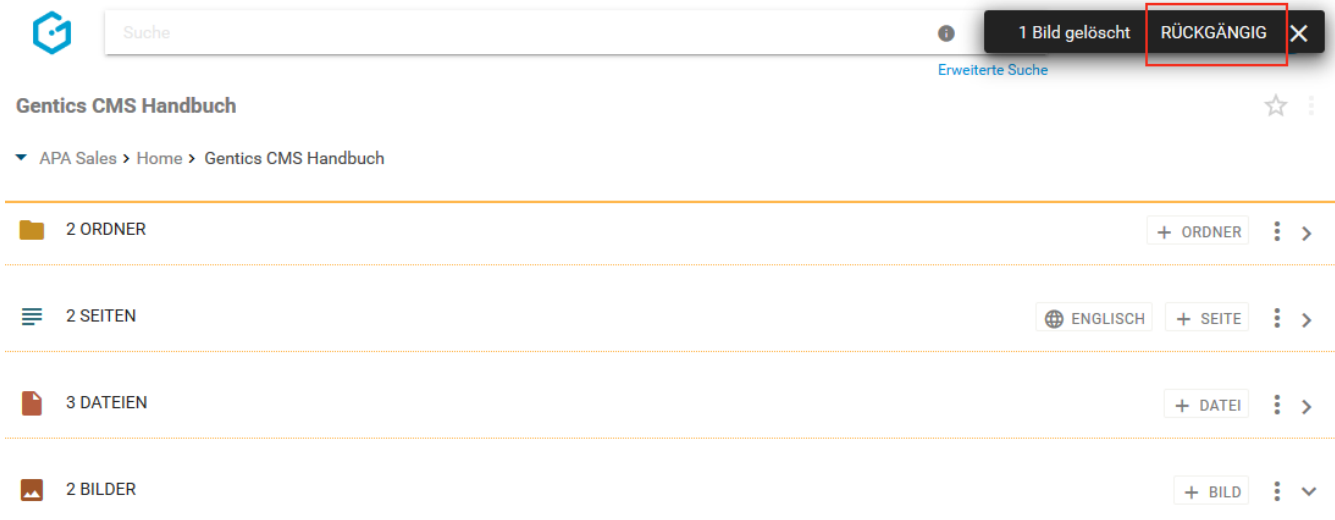 Suche
1 Bild gelöscht RÜCKGÄNGIG
Erweiterte Suche
Gentics CMS Handbuch
APA Sales > Home > Gentics CMS Handbuch
2 ORDNER + ORDNER
2 SEITEN ENGLISCH + SEITE
3 DATEIEN + DATEI
2 BILDER + BILD